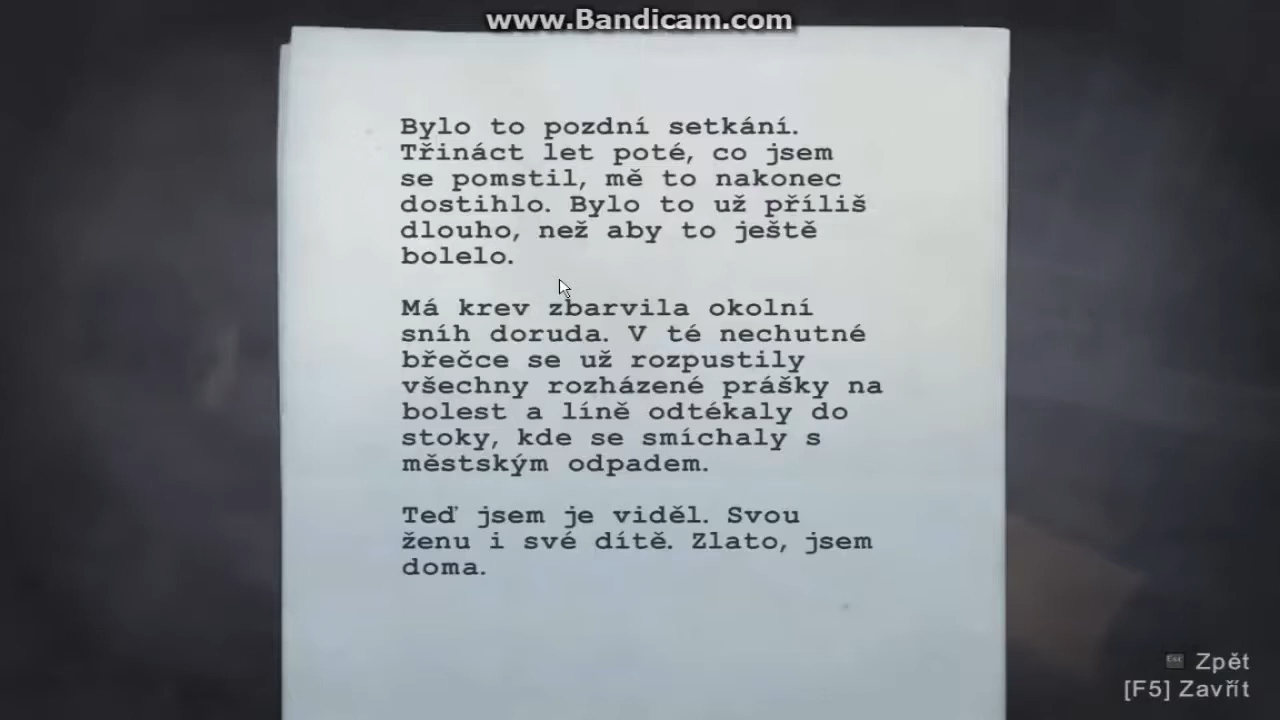 www.Bandicam.com
Bylo to pozdní setkání.
Třináct let poté, co jsem
se pomstil, mě to nakonec
dostihlo. Bylo to už příliš
dlouho, než aby to ještě
bolelo.
Má krev zbarvila okolní
sníh doruda. V té nechutné
břečce se už rozpustily
všechny rozházené prášky na
bolest a líně odtékaly do
stoky, kde se smíchaly s
městským odpadem.
Teď jsem je viděl. Svou
ženu i své dítě. Zlato, jsem
doma.
Esc Zpět
[F5] Zavřít